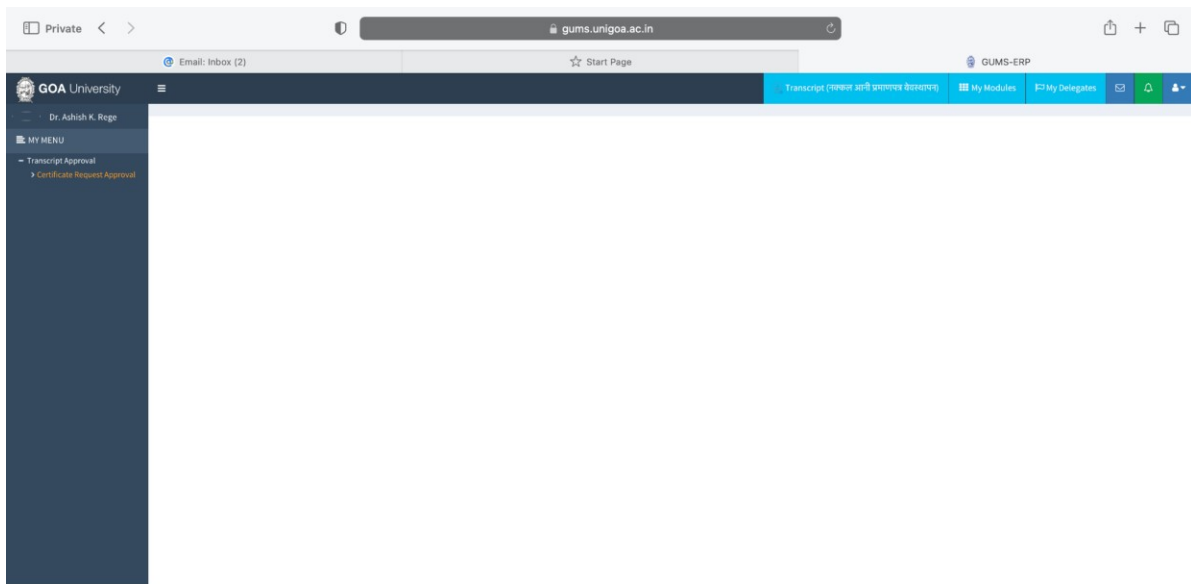 Private
gums.unigoa.ac.in
Email: Inbox (2)
Start Page
GUMS-ERP
GOA University
Transcript (नक्कल आनी प्रमाणपत्र वेवस्थापन)
My Modules
My Delegates
Dr. Ashish K. Rege
MY MENU
Transcript Approval
Certificate Request Approval